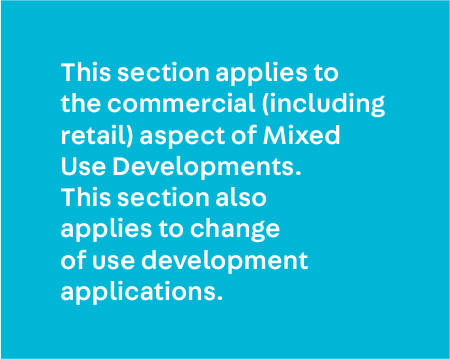 This section applies to
the commercial (including
retail) aspect of Mixed
Use Developments.
This section also
applies to change
of use development
applications.